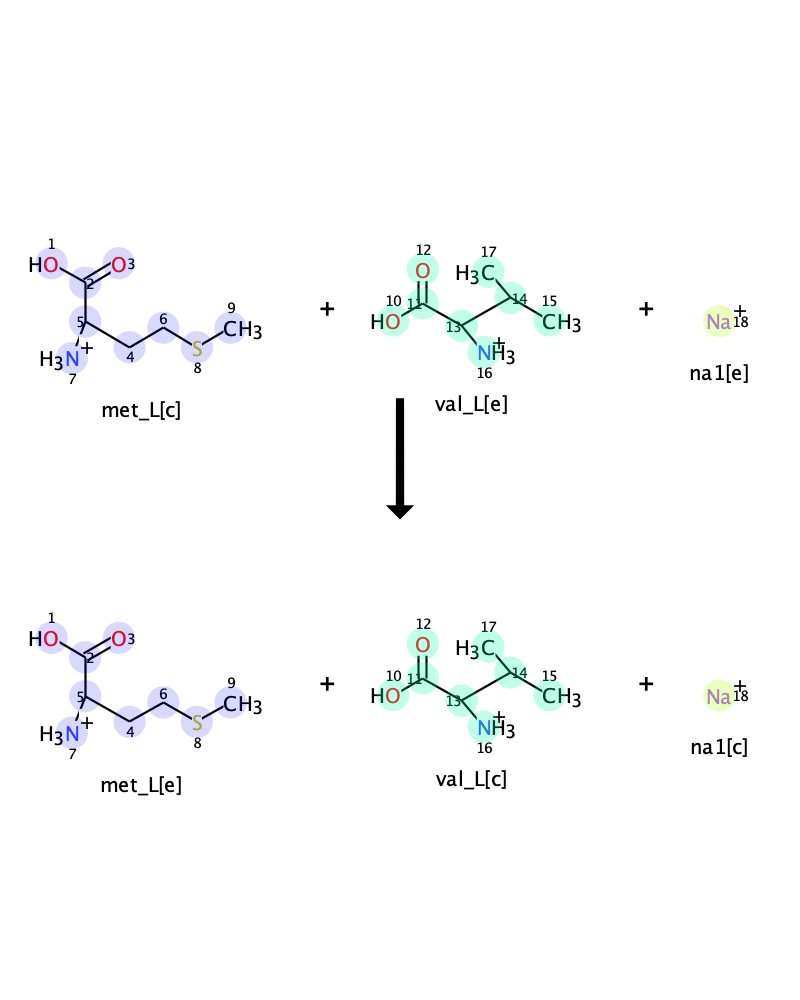 1
HO O 3
2
5
H3N +
7
4
6
S
8
9
CH3
met_L[c]
+
12
O
10
HO
11
13
NH3
+
16
17
H3C
14
15
CH3
val_L[e]
+
Na + 18
na1[e]
1
HO O 3
2
5
H3N +
7
4
6
S
8
9
CH3
met_L[e]
+
12
O
10
HO
11
13
NH3
+
16
17
H3C
14
15
CH3
val_L[c]
+
Na + 18
na1[c]